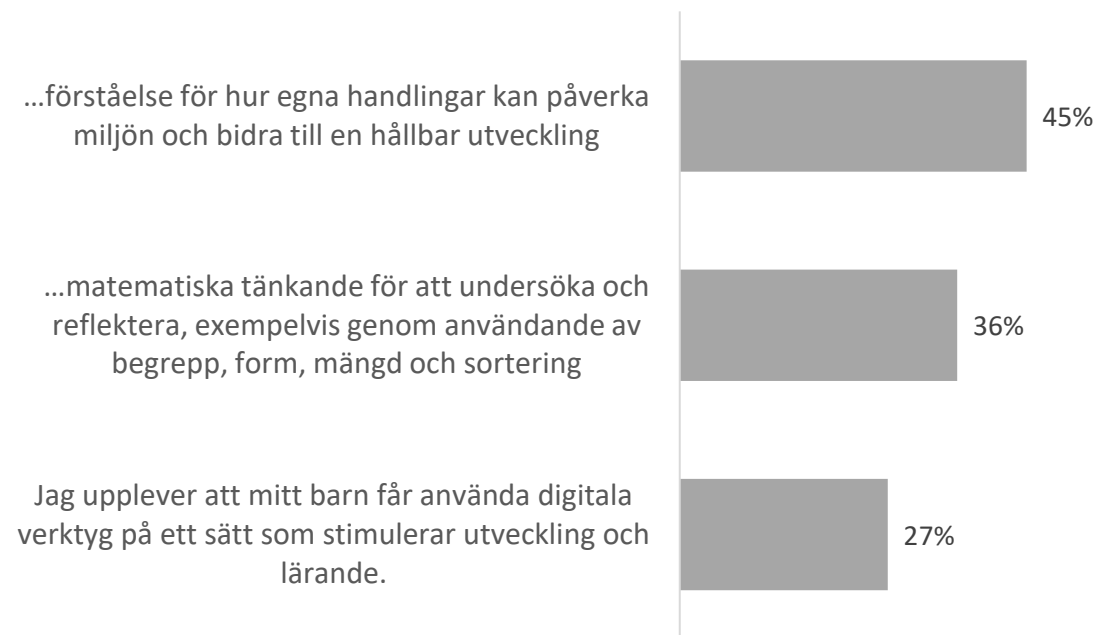 …förståelse för hur egna handlingar kan påverka
miljön och bidra till en hållbar utveckling
45%
…matematiska tänkande för att undersöka och
reflektera, exempelvis genom användande av
begrepp, form, mängd och sortering
36%
Jag upplever att mitt barn får använda digitala
verktyg på ett sätt som stimulerar utveckling och
lärande.
27%